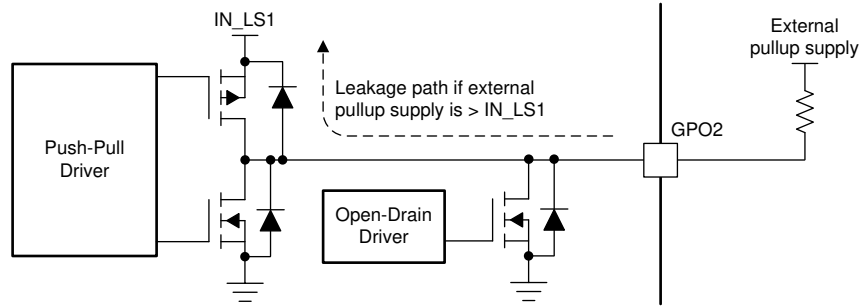 IN_LS1
External
pullup supply
Leakage path if external
pullup supply is > IN_LS1
GPO2
Push-Pull
Driver
Open-Drain
Driver